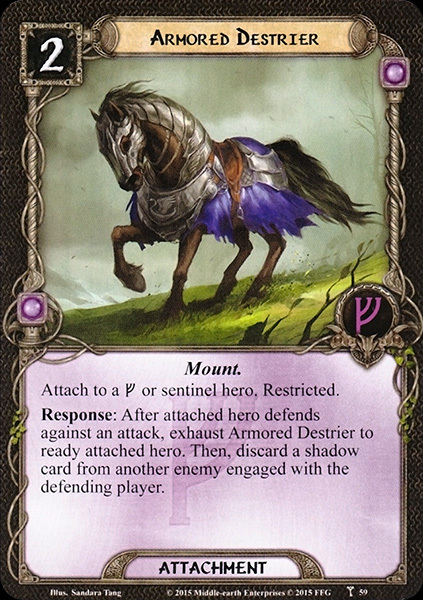 2
ARMORED DESTRIER
Mount.
Attach to a ᚠ or sentinel hero. Restricted.
Response: After attached hero defends
against an attack, exhaust Armored Destrier to
ready attached hero. Then, discard a shadow
card from another enemy engaged with the
defending player.
ATTACHMENT
Illus. Sandara Tang © 2015 Middle-earth Enterprises © 2015 FFG 59